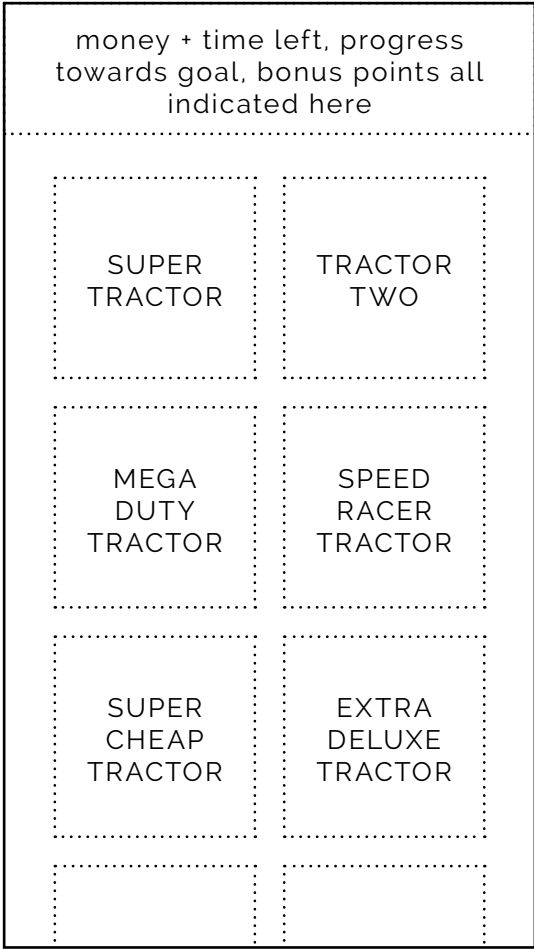 money + time left, progress
towards goal, bonus points all
indicated here
SUPER
TRACTOR
TRACTOR
TWO
MEGA
DUTY
TRACTOR
SPEED
RACER
TRACTOR
SUPER
CHEAP
TRACTOR
EXTRA
DELUXE
TRACTOR